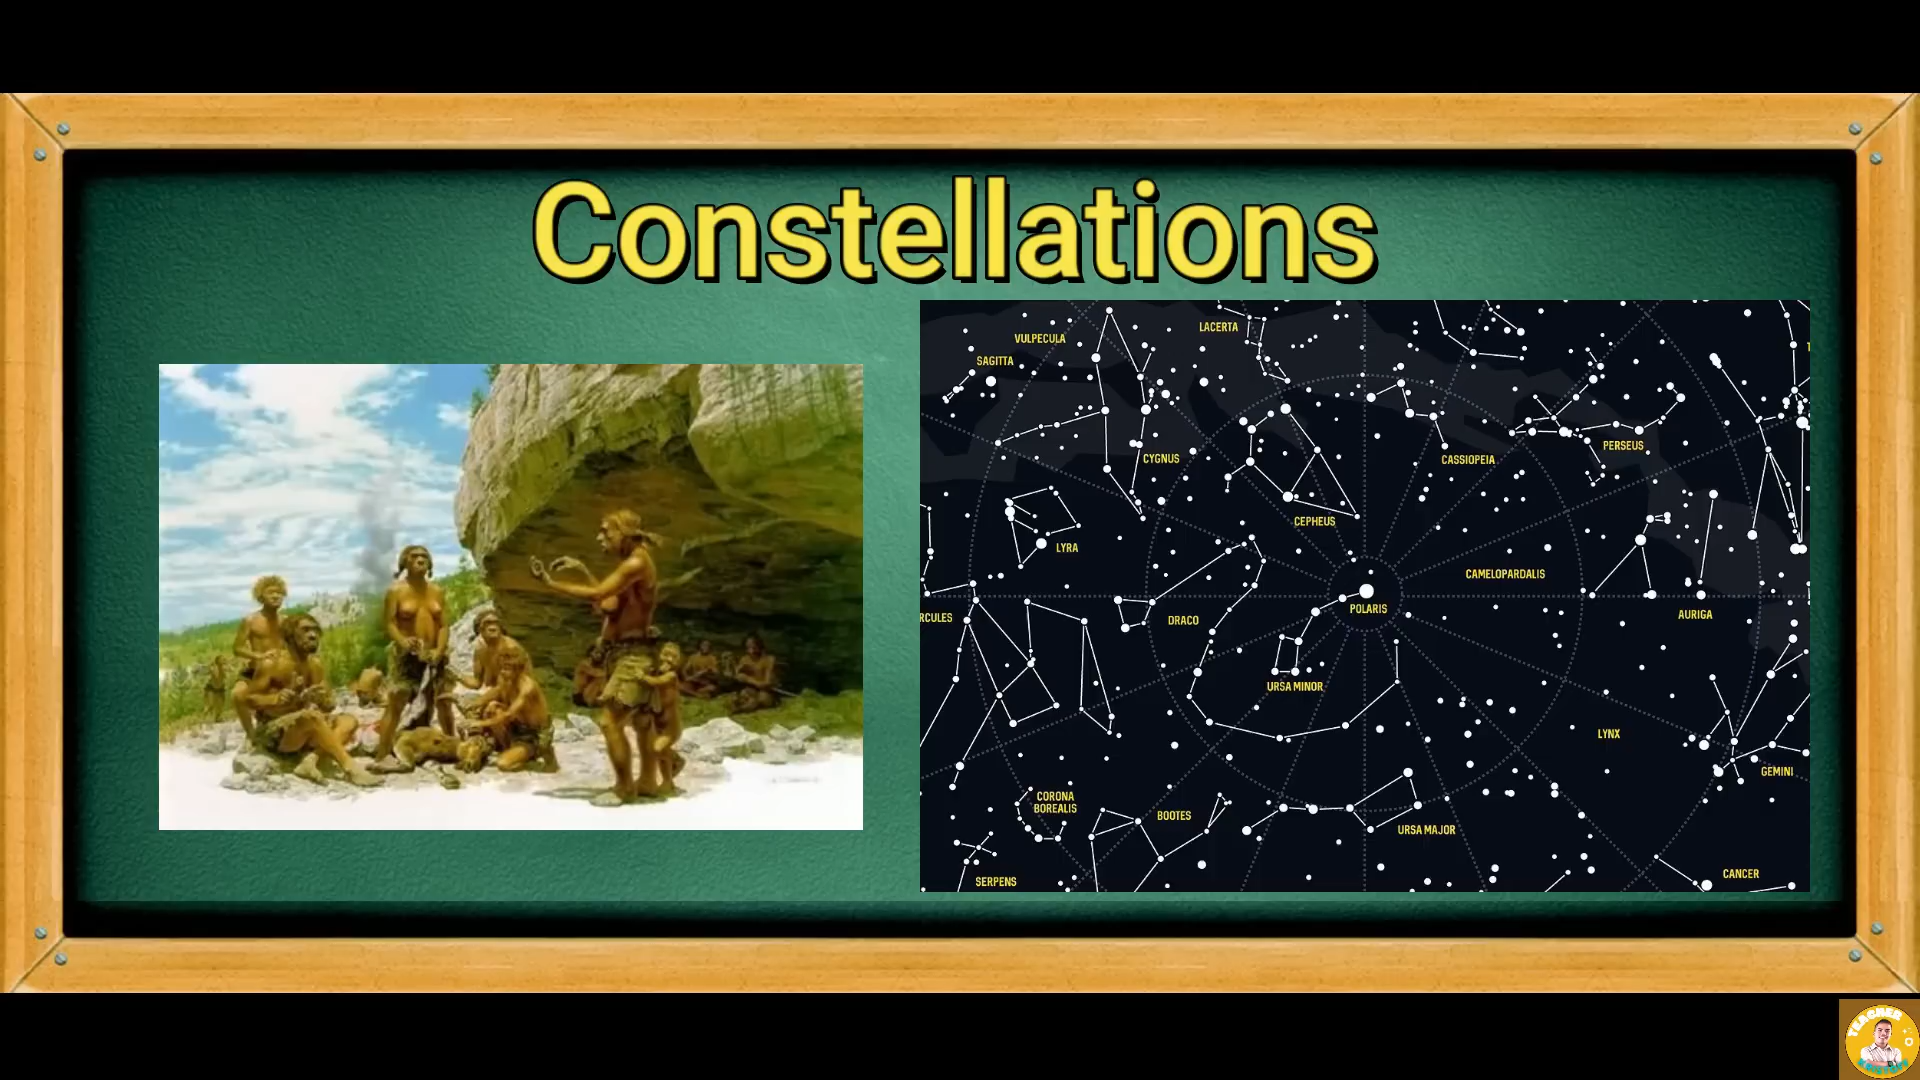 Constellations
LACERTA
VULPECULA
SAGITTA
PERSEUS
CYGNUS
CASSIOPEIA
CEPHEUS
LYRA
CAMELOPARDALIS
POLARIS
AURIGA
RCULES
DRACO
URSA MINOR
LYNX
GEMINI
CORONA
BOREALIS
BOOTES
URSA MAJOR
CANCER
SERPENS
TEACHER